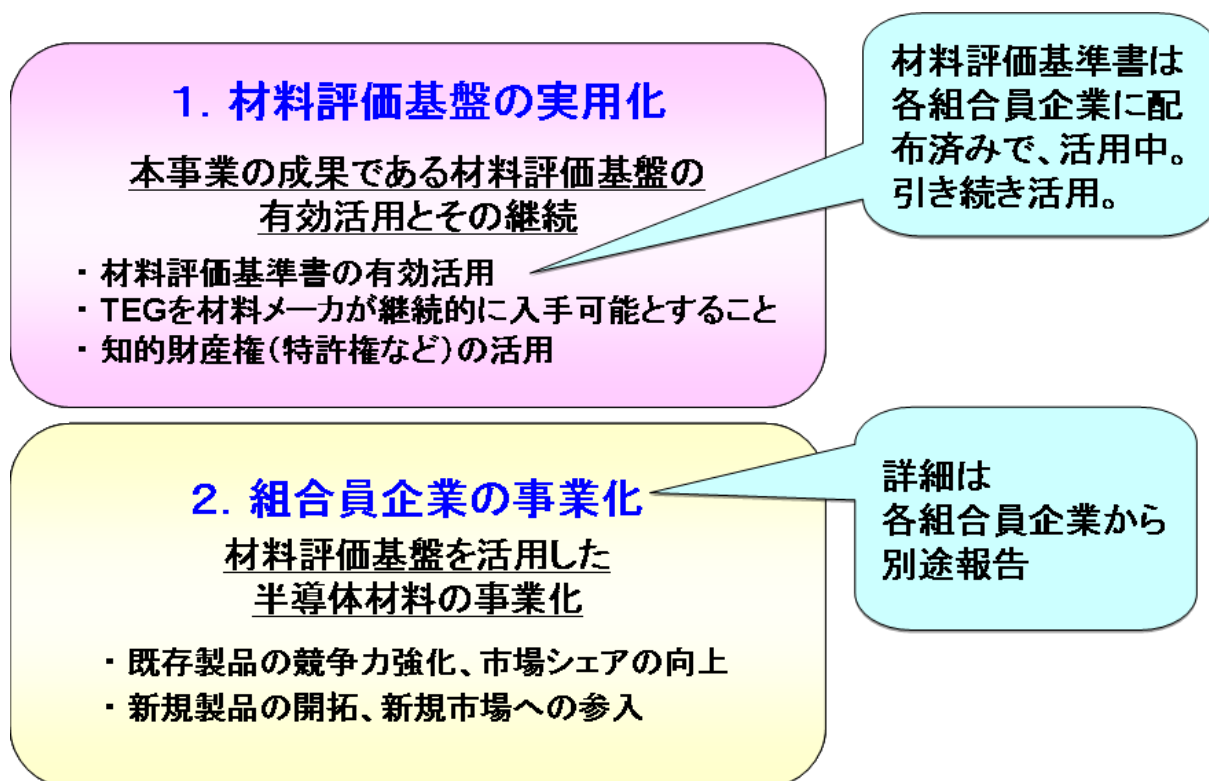 1. 材料評価基盤の実用化
本事業の成果である材料評価基盤の
有効活用とその継続
・ 材料評価基準書の有効活用
・ TEGを材料メーカが継続的に入手可能とすること
・ 知的財産権(特許権など)の活用
材料評価基準書は
各組合員企業に配
布済みで、活用中。
引き続き活用。
2. 組合員企業の事業化
材料評価基盤を活用した
半導体材料の事業化
・ 既存製品の競争力強化、市場シェアの向上
・ 新規製品の開拓、新規市場への参入
詳細は
各組合員企業から
別途報告